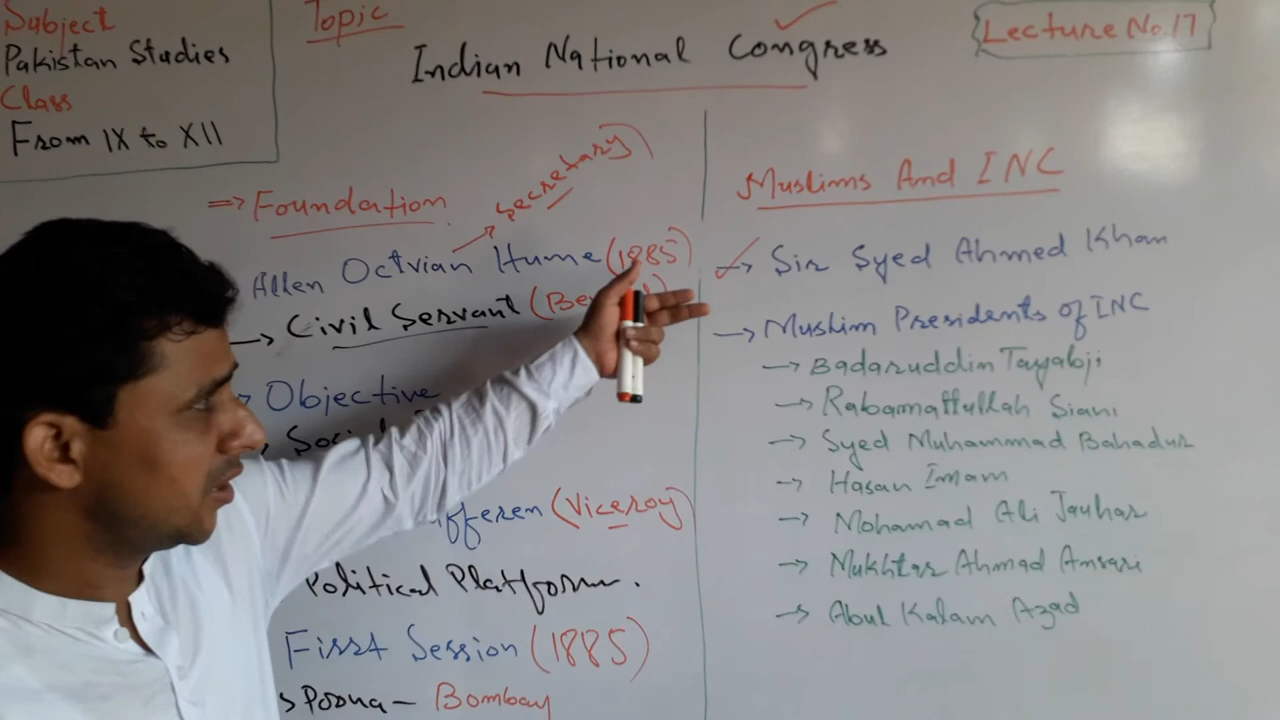 Subject
Pakistan Studies
Class
From IX to XII
Topic
Indian National Congress
Lecture No.17
⇒ Foundation
Secretary)
Allen Octvian Hume (1885)
→ Civil Servant (
Objective
ifferen (Viceroy)
Political Platform.
First Session (1885)
Poona – Bombay
Muslims And INC
→ Sir Syed Ahmed Khan
→ Muslim Presidents of INC
→ Badaruddin Tayabji
→ Rahamattullah Siani
→ Syed Muhammad Bahadur
→ Hasan Imam
→ Mohamad Ali Jauhar
→ Mukhtar Ahmad Ansari
→ Abul Kalam Azad